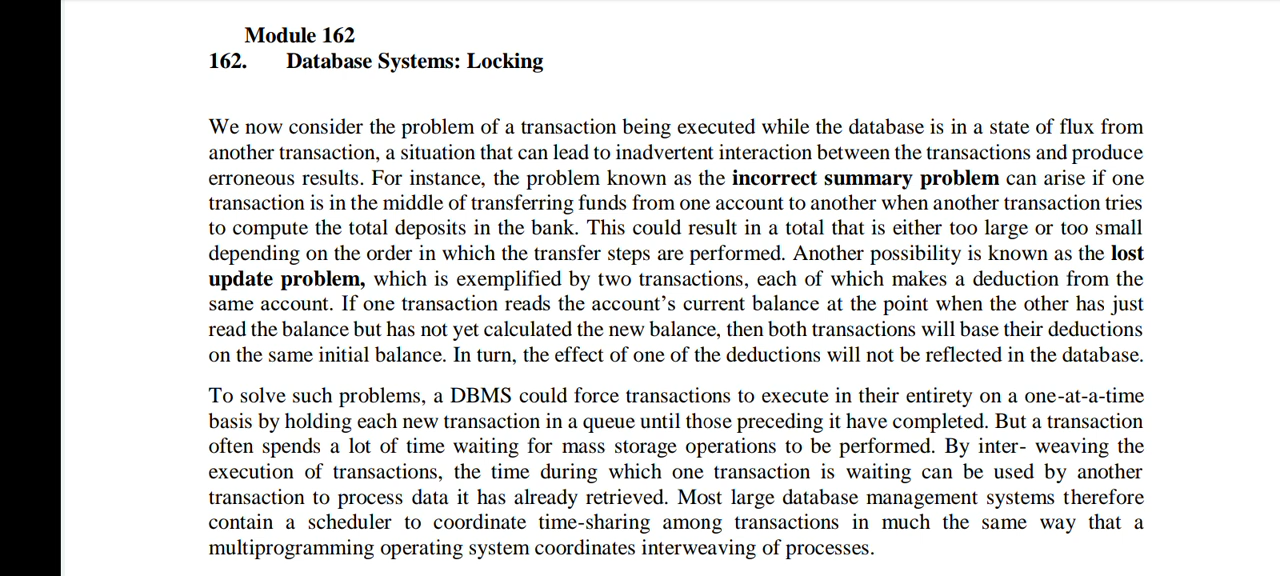 Module 162
162. Database Systems: Locking
We now consider the problem of a transaction being executed while the database is in a state of flux from
another transaction, a situation that can lead to inadvertent interaction between the transactions and produce
erroneous results. For instance, the problem known as the incorrect summary problem can arise if one
transaction is in the middle of transferring funds from one account to another when another transaction tries
to compute the total deposits in the bank. This could result in a total that is either too large or too small
depending on the order in which the transfer steps are performed. Another possibility is known as the lost
update problem, which is exemplified by two transactions, each of which makes a deduction from the
same account. If one transaction reads the account’s current balance at the point when the other has just
read the balance but has not yet calculated the new balance, then both transactions will base their deductions
on the same initial balance. In turn, the effect of one of the deductions will not be reflected in the database.
To solve such problems, a DBMS could force transactions to execute in their entirety on a one-at-a-time
basis by holding each new transaction in a queue until those preceding it have completed. But a transaction
often spends a lot of time waiting for mass storage operations to be performed. By inter- weaving the
execution of transactions, the time during which one transaction is waiting can be used by another
transaction to process data it has already retrieved. Most large database management systems therefore
contain a scheduler to coordinate time-sharing among transactions in much the same way that a
multiprogramming operating system coordinates interweaving of processes.